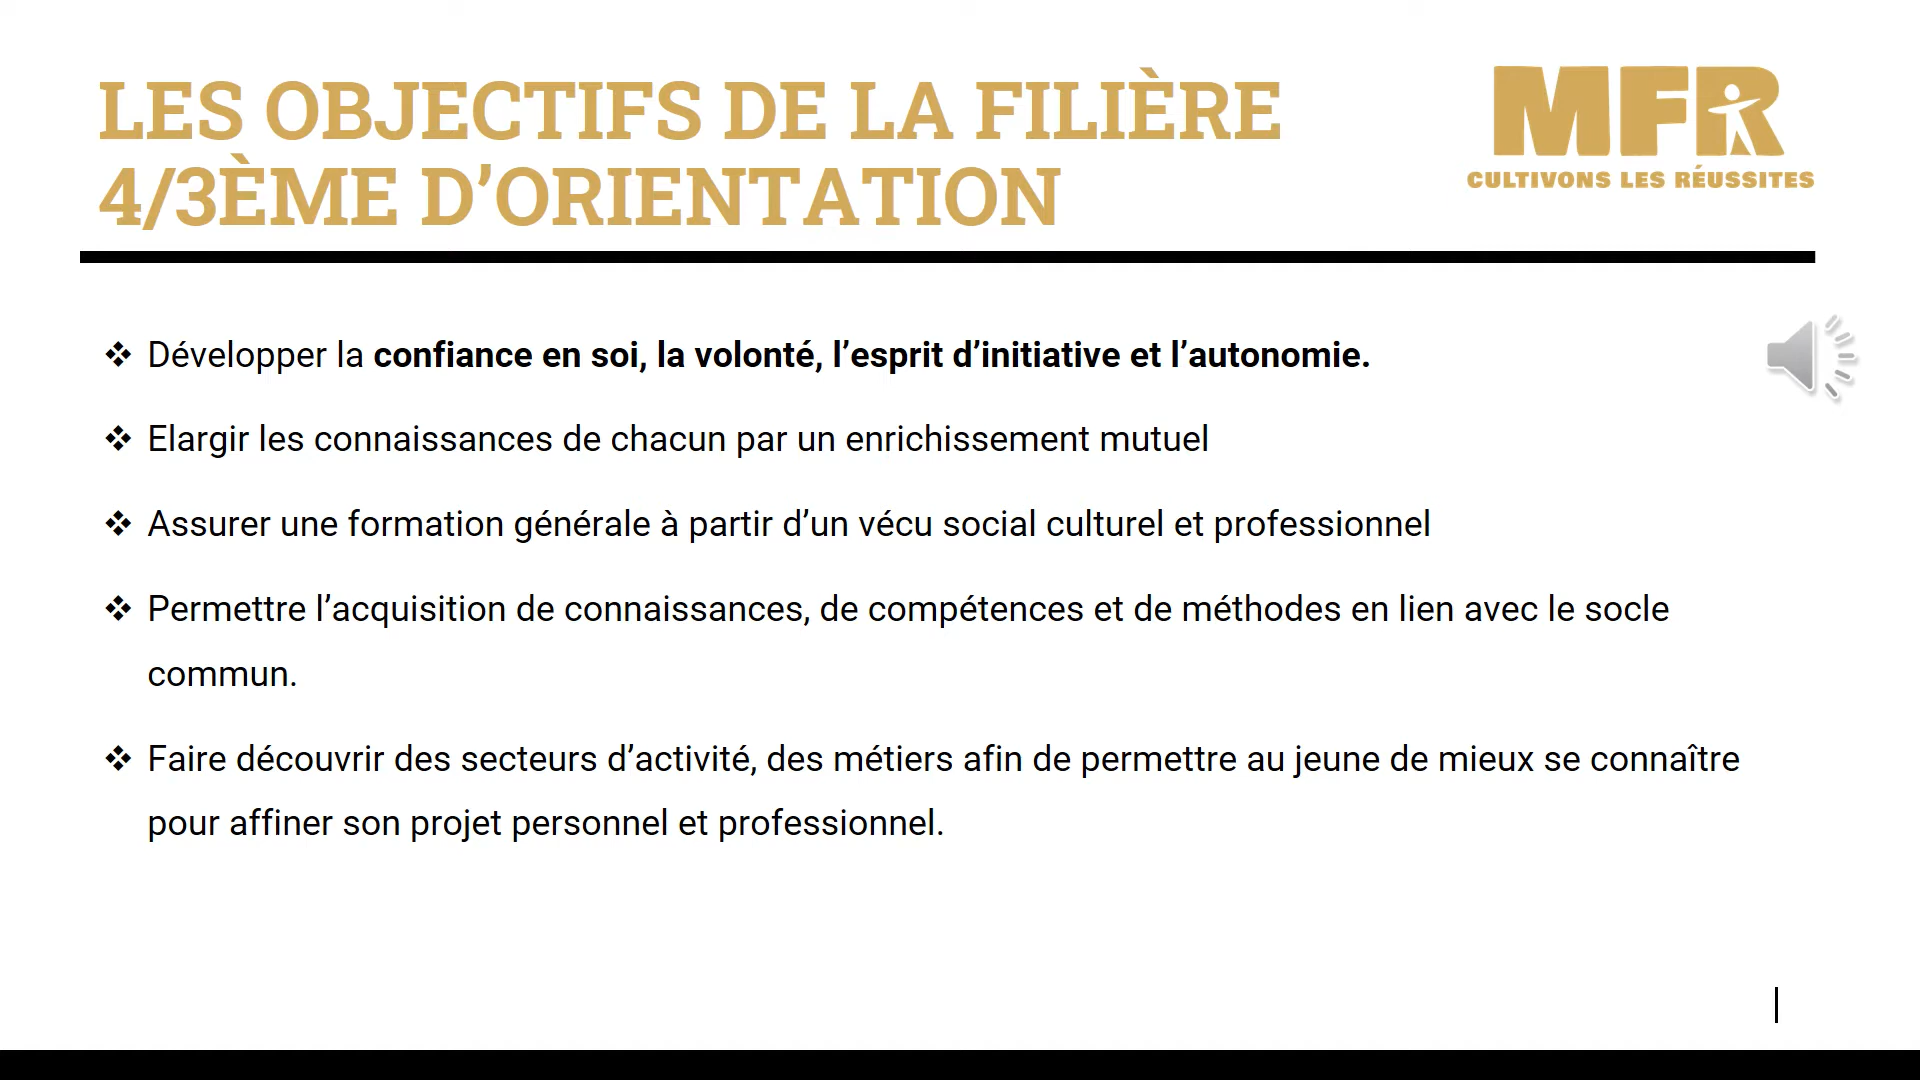 LES OBJECTIFS DE LA FILIÈRE
4/3ÈME D’ORIENTATION
MFR
CULTIVONS LES RÉUSSITES
❖ Développer la confiance en soi, la volonté, l’esprit d’initiative et l’autonomie.
❖ Elargir les connaissances de chacun par un enrichissement mutuel
❖ Assurer une formation générale à partir d’un vécu social culturel et professionnel
❖ Permettre l’acquisition de connaissances, de compétences et de méthodes en lien avec le socle
commun.
❖ Faire découvrir des secteurs d’activité, des métiers afin de permettre au jeune de mieux se connaître
pour affiner son projet personnel et professionnel.